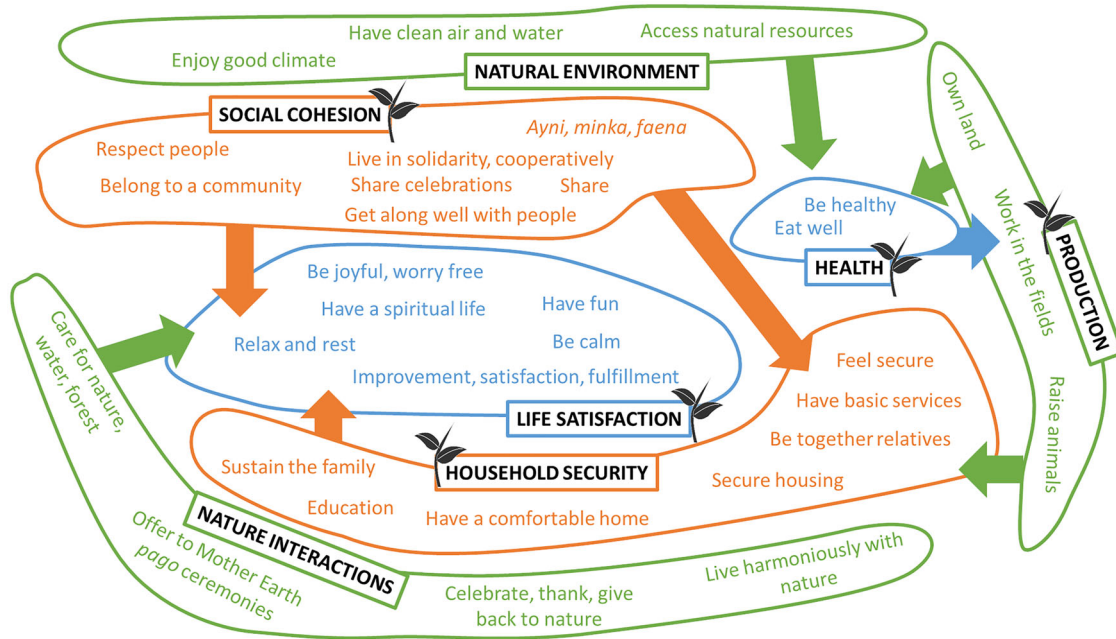 Have clean air and water
Access natural resources
Enjoy good climate
NATURAL ENVIRONMENT
SOCIAL COHESION
Ayni, minka, faena
Respect people
Live in solidarity, cooperatively
Belong to a community
Share celebrations
Share
Get along well with people
Own land
Work in the fields
Raise animals
PRODUCTION
Be healthy
Eat well
HEALTH
Be joyful, worry free
Have a spiritual life
Have fun
Relax and rest
Be calm
Improvement, satisfaction, fulfillment
LIFE SATISFACTION
Feel secure
Have basic services
Be together relatives
Secure housing
HOUSEHOLD SECURITY
Sustain the family
Education
Have a comfortable home
Care for nature,
water, forest
NATURE INTERACTIONS
Offer to Mother Earth
pago ceremonies
Celebrate, thank, give
back to nature
Live harmoniously with
nature